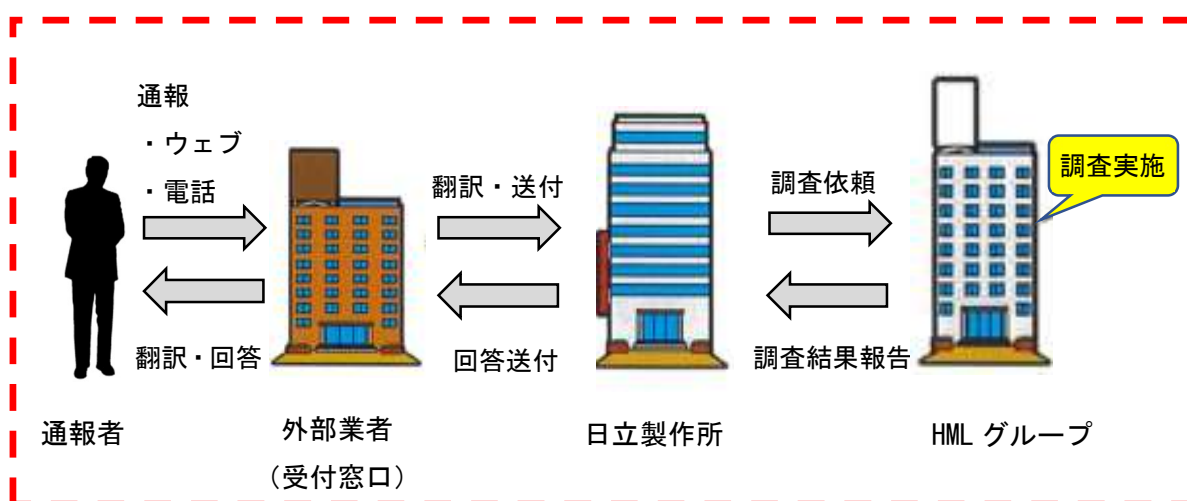 通報
・ウェブ
・電話
翻訳・送付
調査依頼
調査実施
翻訳・回答
回答送付
調査結果報告
通報者
外部業者
（受付窓口）
日立製作所
HML グループ